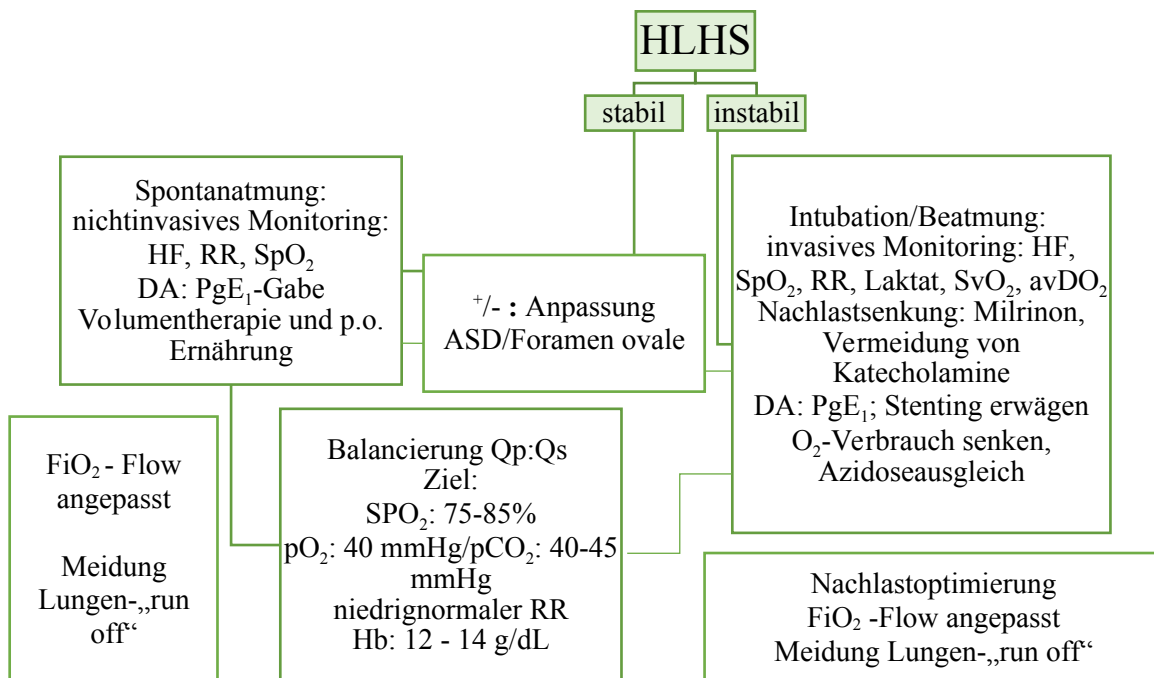 HLHS
stabil
instabil
Spontanatmung:
nichtinvasives Monitoring:
HF, RR, SpO₂
DA: PgE₁-Gabe
Volumentherapie und p.o.
Ernährung
⁺/- : Anpassung
ASD/Foramen ovale
Intubation/Beatmung:
invasives Monitoring: HF,
SpO₂, RR, Laktat, SvO₂, avDO₂
Nachlastsenkung: Milrinon,
Vermeidung von
Katecholamine
DA: PgE₁; Stenting erwägen
O₂-Verbrauch senken,
Azidoseausgleich
FiO₂ - Flow
angepasst
Meidung
Lungen-„run
off“
Balancierung Qp:Qs
Ziel:
SPO₂: 75-85%
pO₂: 40 mmHg/pCO₂: 40-45
mmHg
niedrignormaler RR
Hb: 12 - 14 g/dL
Nachlastoptimierung
FiO₂ -Flow angepasst
Meidung Lungen-„run off“